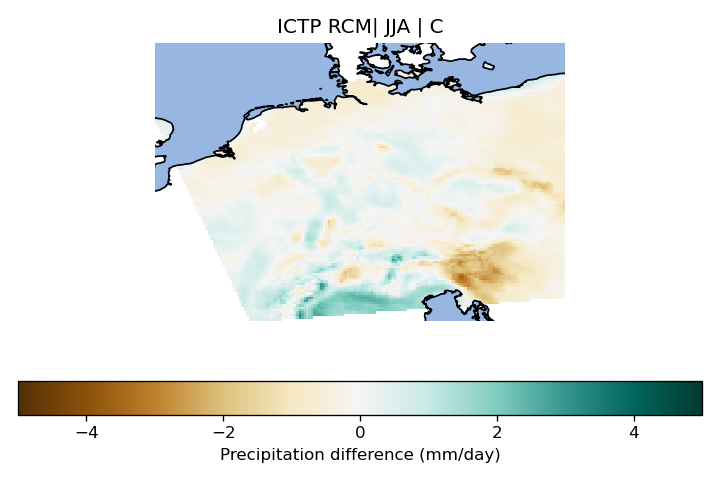 ICTP RCM| JJA | C
−4 −2 0 2 4
Precipitation difference (mm/day)